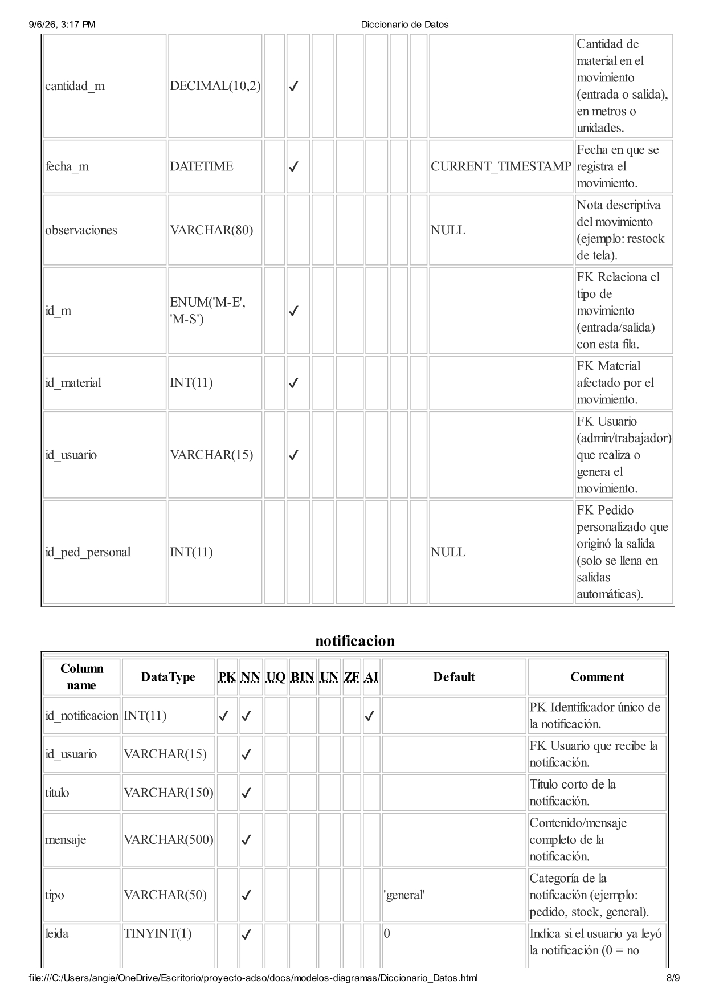 9/6/26, 3:17 PM
Diccionario de Datos
cantidad_m DECIMAL(10,2) ✓ Cantidad de
material en el
movimiento
(entrada o salida),
en metros o
unidades.
fecha_m DATETIME ✓ CURRENT_TIMESTAMP Fecha en que se
registra el
movimiento.
observaciones VARCHAR(80) NULL Nota descriptiva
del movimiento
(ejemplo: restock
de tela).
id_m ENUM('M-E',
'M-S') ✓ FK Relaciona el
tipo de
movimiento
(entrada/salida)
con esta fila.
id_material INT(11) ✓ FK Material
afectado por el
movimiento.
id_usuario VARCHAR(15) ✓ FK Usuario
(admin/trabajador)
que realiza o
genera el
movimiento.
id_ped_personal INT(11) NULL FK Pedido
personalizado que
originó la salida
(solo se llena en
salidas
automáticas).
notificacion
Column
name DataType PK NN UQ BIN UN ZF AI Default Comment
id_notificacion INT(11) ✓ ✓ ✓ PK Identificador único de
la notificación.
id_usuario VARCHAR(15) ✓ FK Usuario que recibe la
notificación.
titulo VARCHAR(150) ✓ Título corto de la
notificación.
mensaje VARCHAR(500) ✓ Contenido/mensaje
completo de la
notificación.
tipo VARCHAR(50) ✓ 'general' Categoría de la
notificación (ejemplo:
pedido, stock, general).
leida TINYINT(1) ✓ 0 Indica si el usuario ya leyó
la notificación (0 = no
file:///C:/Users/angie/OneDrive/Escritorio/proyecto-adso/docs/modelos-diagramas/Diccionario_Datos.html
8/9